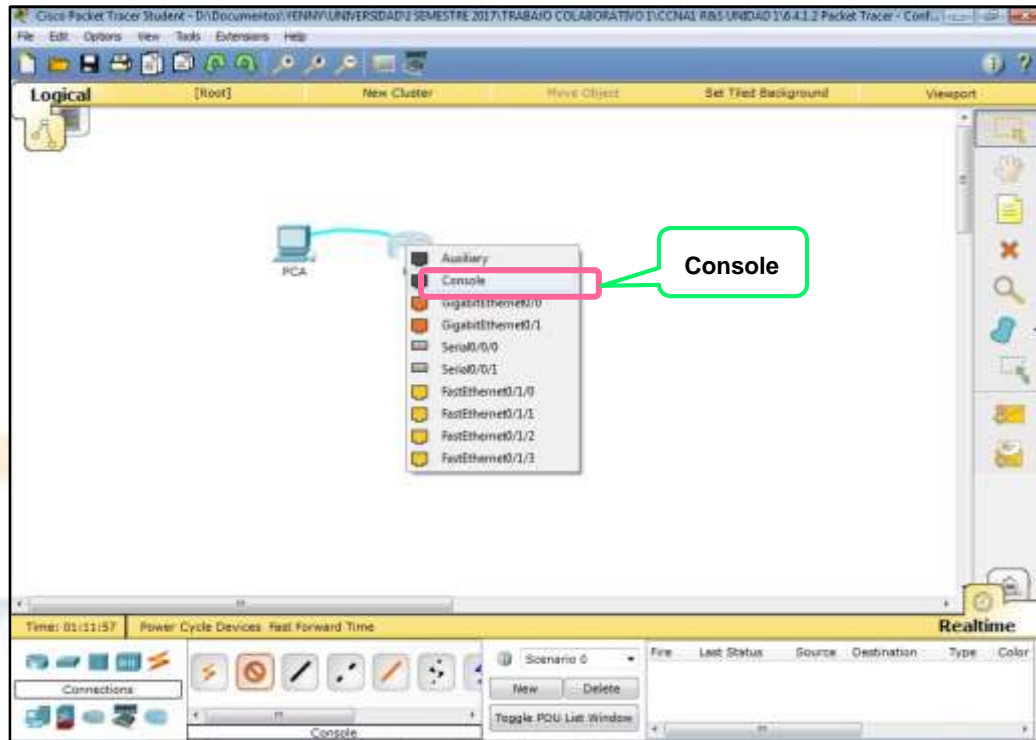 Cisco Packet Tracer Student - D:\Documentos\YENNY\UNIVERSIDAD\2 SEMESTRE 2017\TRABAJO COLABORATIVO 1\CCNA1 R&S UNIDAD 1\6.4.1.2 Packet Tracer - Conf...
File Edit Options View Tools Extensions Help
Logical [Root] New Cluster Move Object Set Tiled Background Viewport
PCA
Auxiliary
Console
GigabitEthernet0/0
GigabitEthernet0/1
Serial0/0/0
Serial0/0/1
FastEthernet0/1/0
FastEthernet0/1/1
FastEthernet0/1/2
FastEthernet0/1/3
Console
Time: 01:11:57 Power Cycle Devices Fast Forward Time Realtime
Connections
Console
Scenario 0
New Delete
Toggle PDU List Window
Fire Last Status Source Destination Type Color